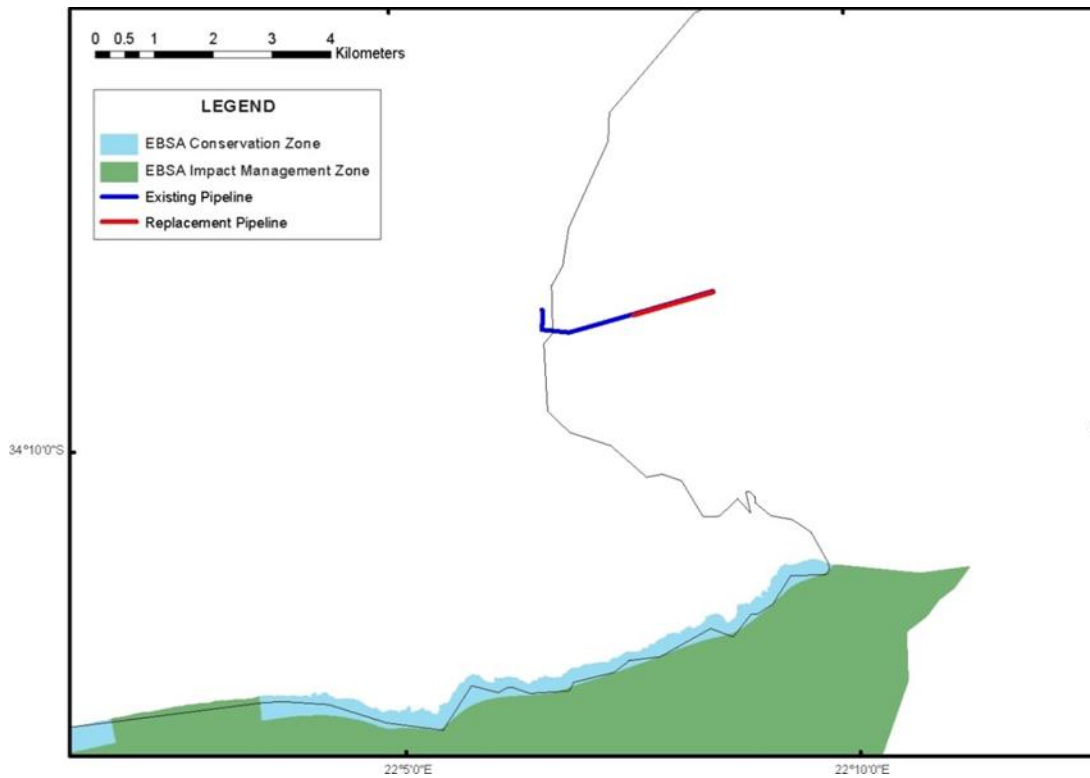 0 0.5 1 2 3 4
Kilometers
LEGEND
EBSA Conservation Zone
EBSA Impact Management Zone
Existing Pipeline
Replacement Pipeline
34°10'0"S
22°5'0"E 22°10'0"E